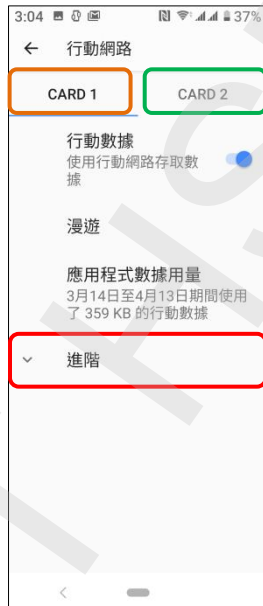 3:04 37%
行動網路
CARD 1 CARD 2
行動數據
使用行動網路存取數
據
漫遊
應用程式數據用量
3月14日至4月13日期間使用
了 359 KB 的行動數據
進階